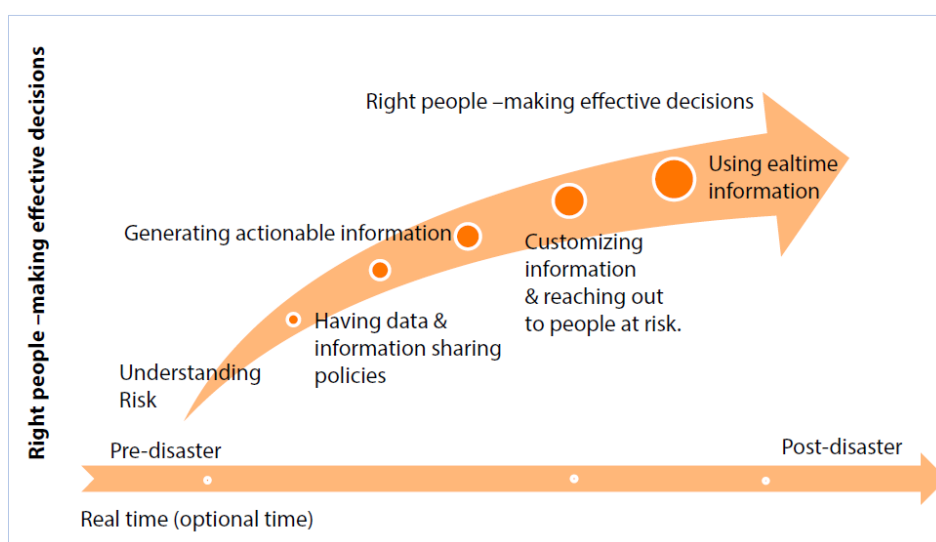 Right people –making effective decisions
Right people –making effective decisions
Using ealtime
information
Generating actionable information
Customizing
information
& reaching out
to people at risk.
Having data &
information sharing
policies
Understanding
Risk
Pre-disaster
Post-disaster
Real time (optional time)